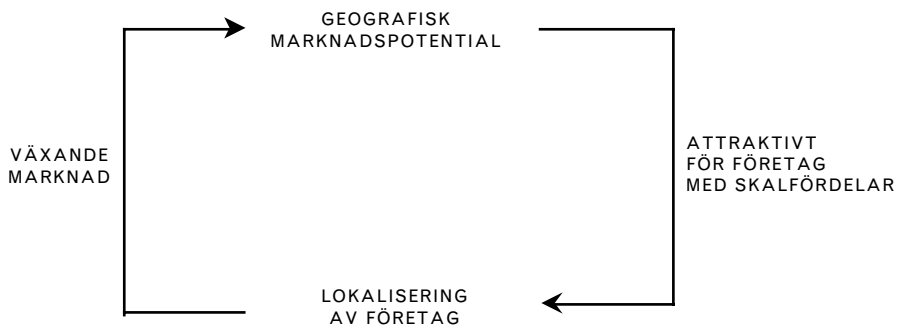 GEOGRAFISK
MARKNADSPOTENTIAL
VÄXANDE
MARKNAD
ATTRAKTIVT
FÖR FÖRETAG
MED SKALFÖRDELAR
LOKALISERING
AV FÖRETAG